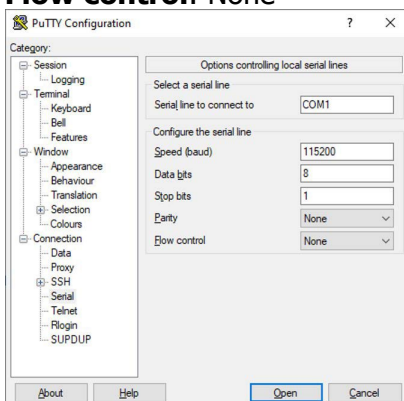 Flow Control: None
PuTTY Configuration ? ×
Category:
Session
Logging
Terminal
Keyboard
Bell
Features
Window
Appearance
Behaviour
Translation
Selection
Colours
Connection
Data
Proxy
SSH
Serial
Telnet
Rlogin
SUPDUP
Options controlling local serial lines
Select a serial line
Serial line to connect to COM1
Configure the serial line
Speed (baud) 115200
Data bits 8
Stop bits 1
Parity None
Flow control None
About Help Open Cancel